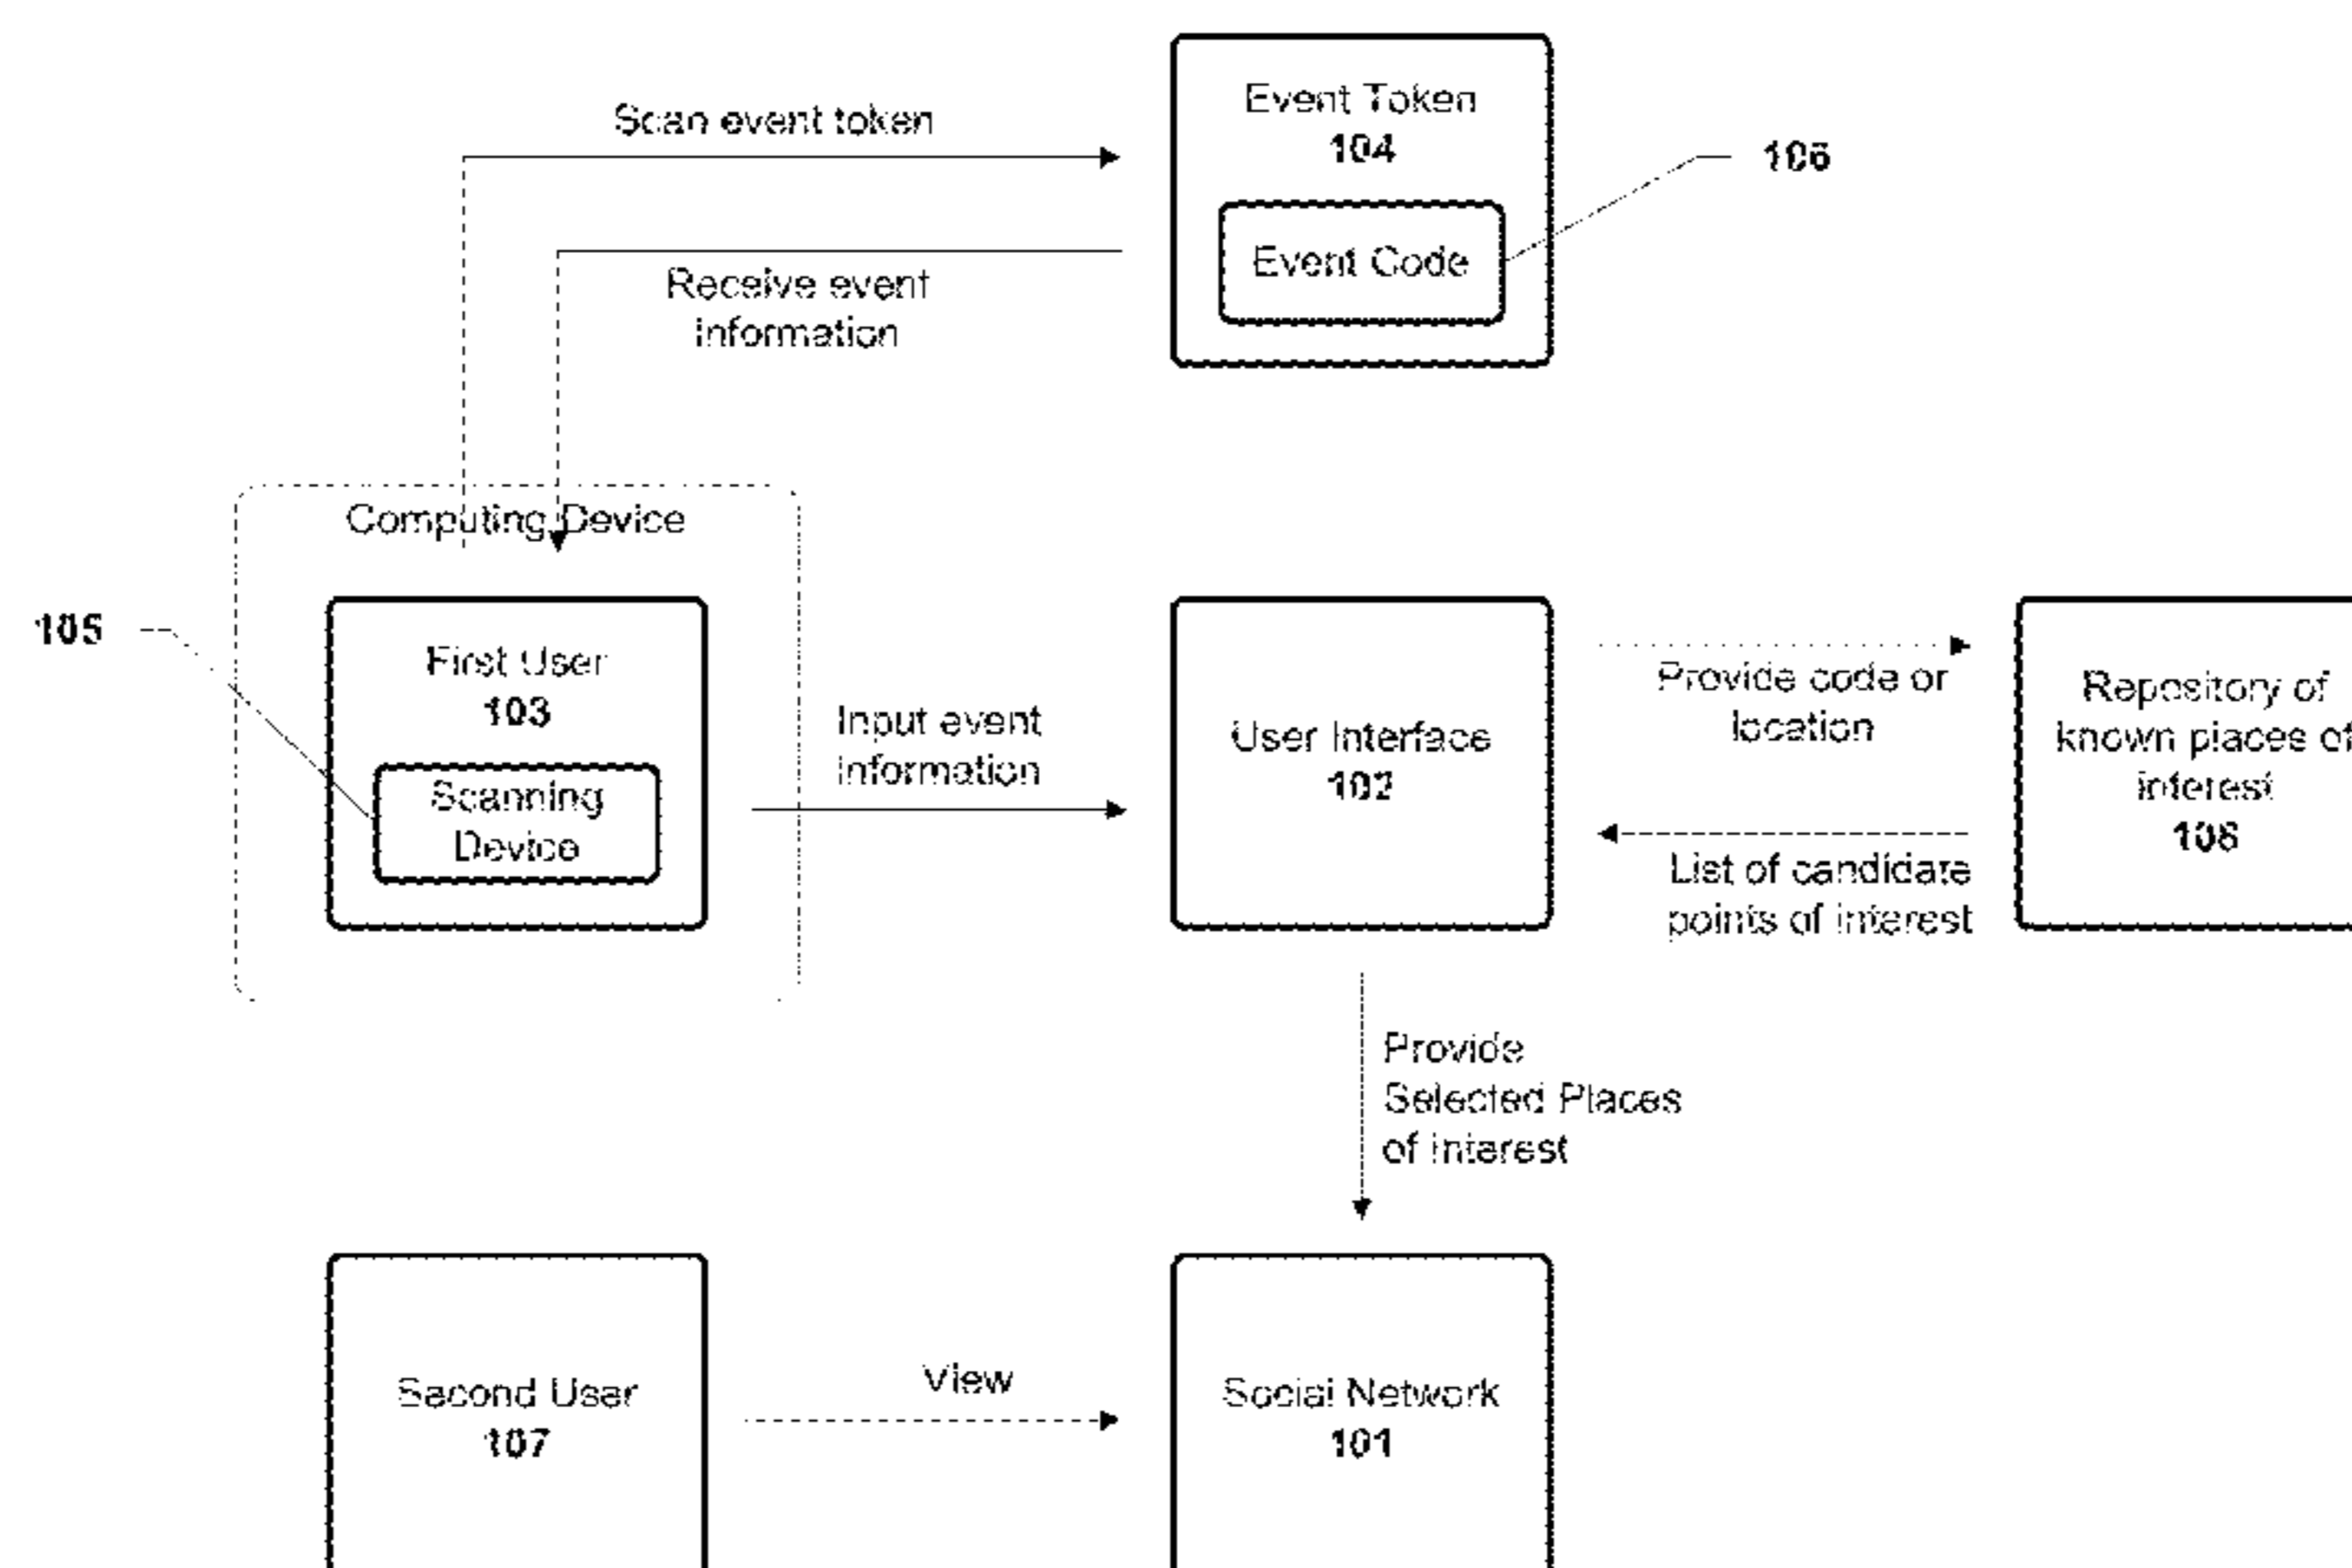 Event Token
104
Scan event token
106
Event Code
Receive event
information
Computing Device
105
First User
103
Scanning
Device
Input event
information
User Interface
102
Provide code or
location
Repository of
known places of
interest
108
List of candidate
points of interest
Provide
Selected Places
of interest
Second User
107
View
Social Network
101